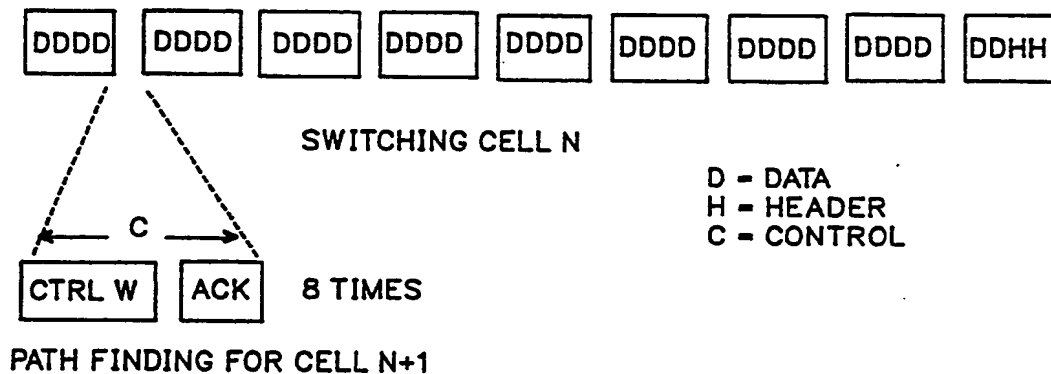 DDDD DDDD DDDD DDDD DDDD DDDD DDDD DDDD DDHH
SWITCHING CELL N
D = DATA
H = HEADER
C = CONTROL
C
CTRL W ACK 8 TIMES
PATH FINDING FOR CELL N+1